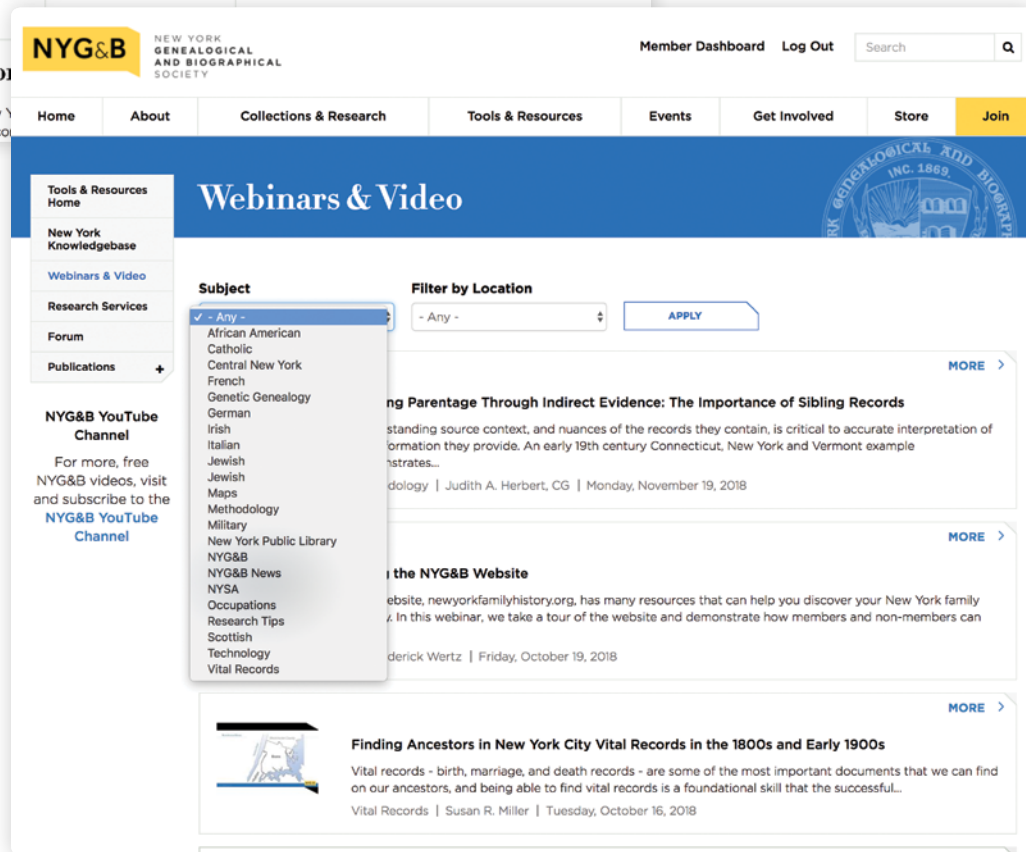 NYG&B
NEW YORK
GENEALOGICAL
AND BIOGRAPHICAL
SOCIETY
Member Dashboard Log Out Search
Home About Collections & Research Tools & Resources Events Get Involved Store Join
Tools & Resources
Home
New York
Knowledgebase
Webinars & Video
Research Services
Forum
Publications +
NYG&B YouTube
Channel
For more, free
NYG&B videos, visit
and subscribe to the
NYG&B YouTube
Channel
Webinars & Video
INC. 1869.
Subject Filter by Location
- Any -
APPLY
✓ - Any -
African American
Catholic
Central New York
French
Genetic Genealogy
German
Irish
Italian
Jewish
Jewish
Maps
Methodology
Military
New York Public Library
NYG&B
NYG&B News
NYSA
Occupations
Research Tips
Scottish
Technology
Vital Records
MORE >
ng Parentage Through Indirect Evidence: The Importance of Sibling Records
standing source context, and nuances of the records they contain, is critical to accurate interpretation of
ormation they provide. An early 19th century Connecticut, New York and Vermont example
nstrates...
dology | Judith A. Herbert, CG | Monday, November 19, 2018
MORE >
the NYG&B Website
ebsite, newyorkfamilyhistory.org, has many resources that can help you discover your New York family
y. In this webinar, we take a tour of the website and demonstrate how members and non-members can
derick Wertz | Friday, October 19, 2018
MORE >
Finding Ancestors in New York City Vital Records in the 1800s and Early 1900s
Vital records - birth, marriage, and death records - are some of the most important documents that we can find
on our ancestors, and being able to find vital records is a foundational skill that the successful...
Vital Records | Susan R. Miller | Tuesday, October 16, 2018